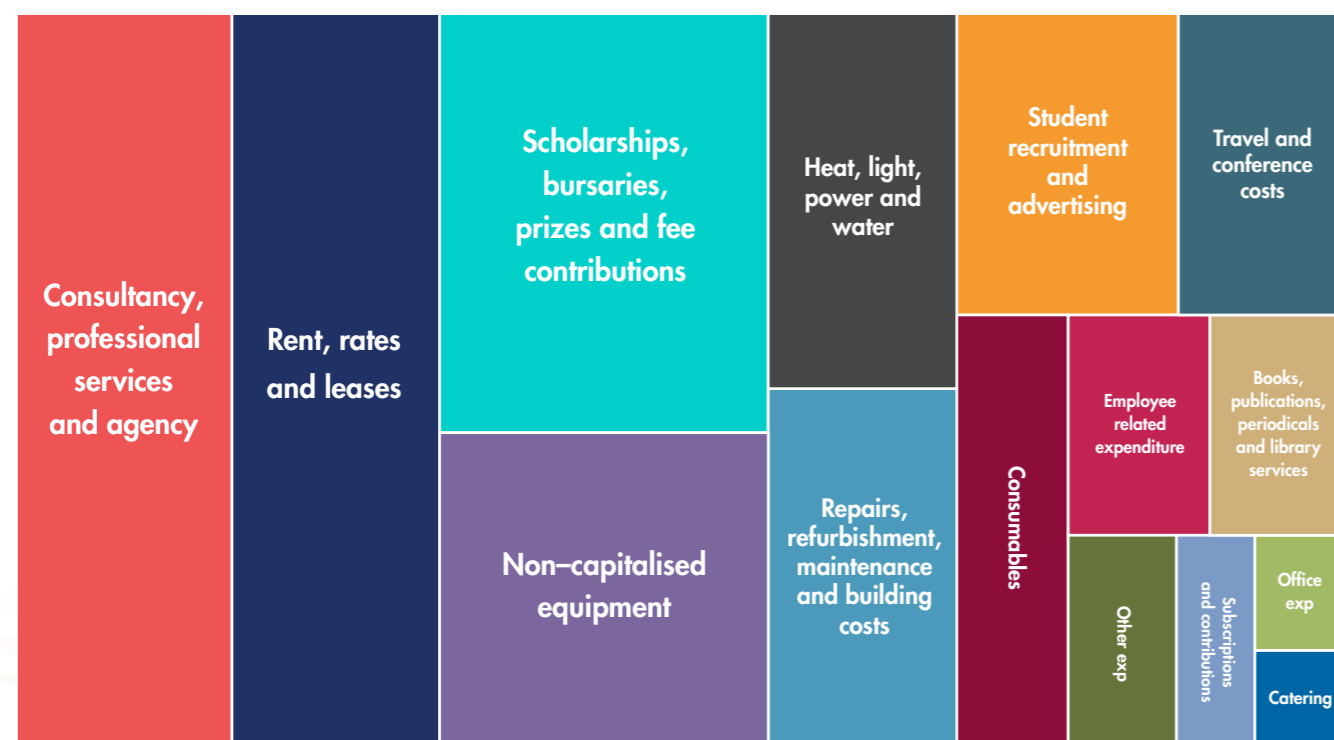 Consultancy,
professional
services
and agency
Rent, rates
and leases
Scholarships,
bursaries,
prizes and fee
contributions
Non–capitalised
equipment
Heat, light,
power and
water
Repairs,
refurbishment,
maintenance
and building
costs
Student
recruitment
and
advertising
Travel and
conference
costs
Consumables
Employee
related
expenditure
Books,
publications,
periodicals
and library
services
Other exp
Subscriptions
and contributions
Office
exp
Catering